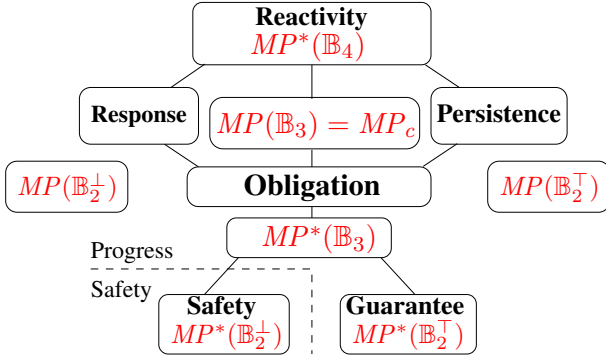 Reactivity
MP*(𝔹₄)
Response
MP(𝔹₃) = MP_c
Persistence
MP(𝔹₂^⊥)
Obligation
MP(𝔹₂^⊤)
MP*(𝔹₃)
Progress
Safety
Safety
MP*(𝔹₂^⊥)
Guarantee
MP*(𝔹₂^⊤)